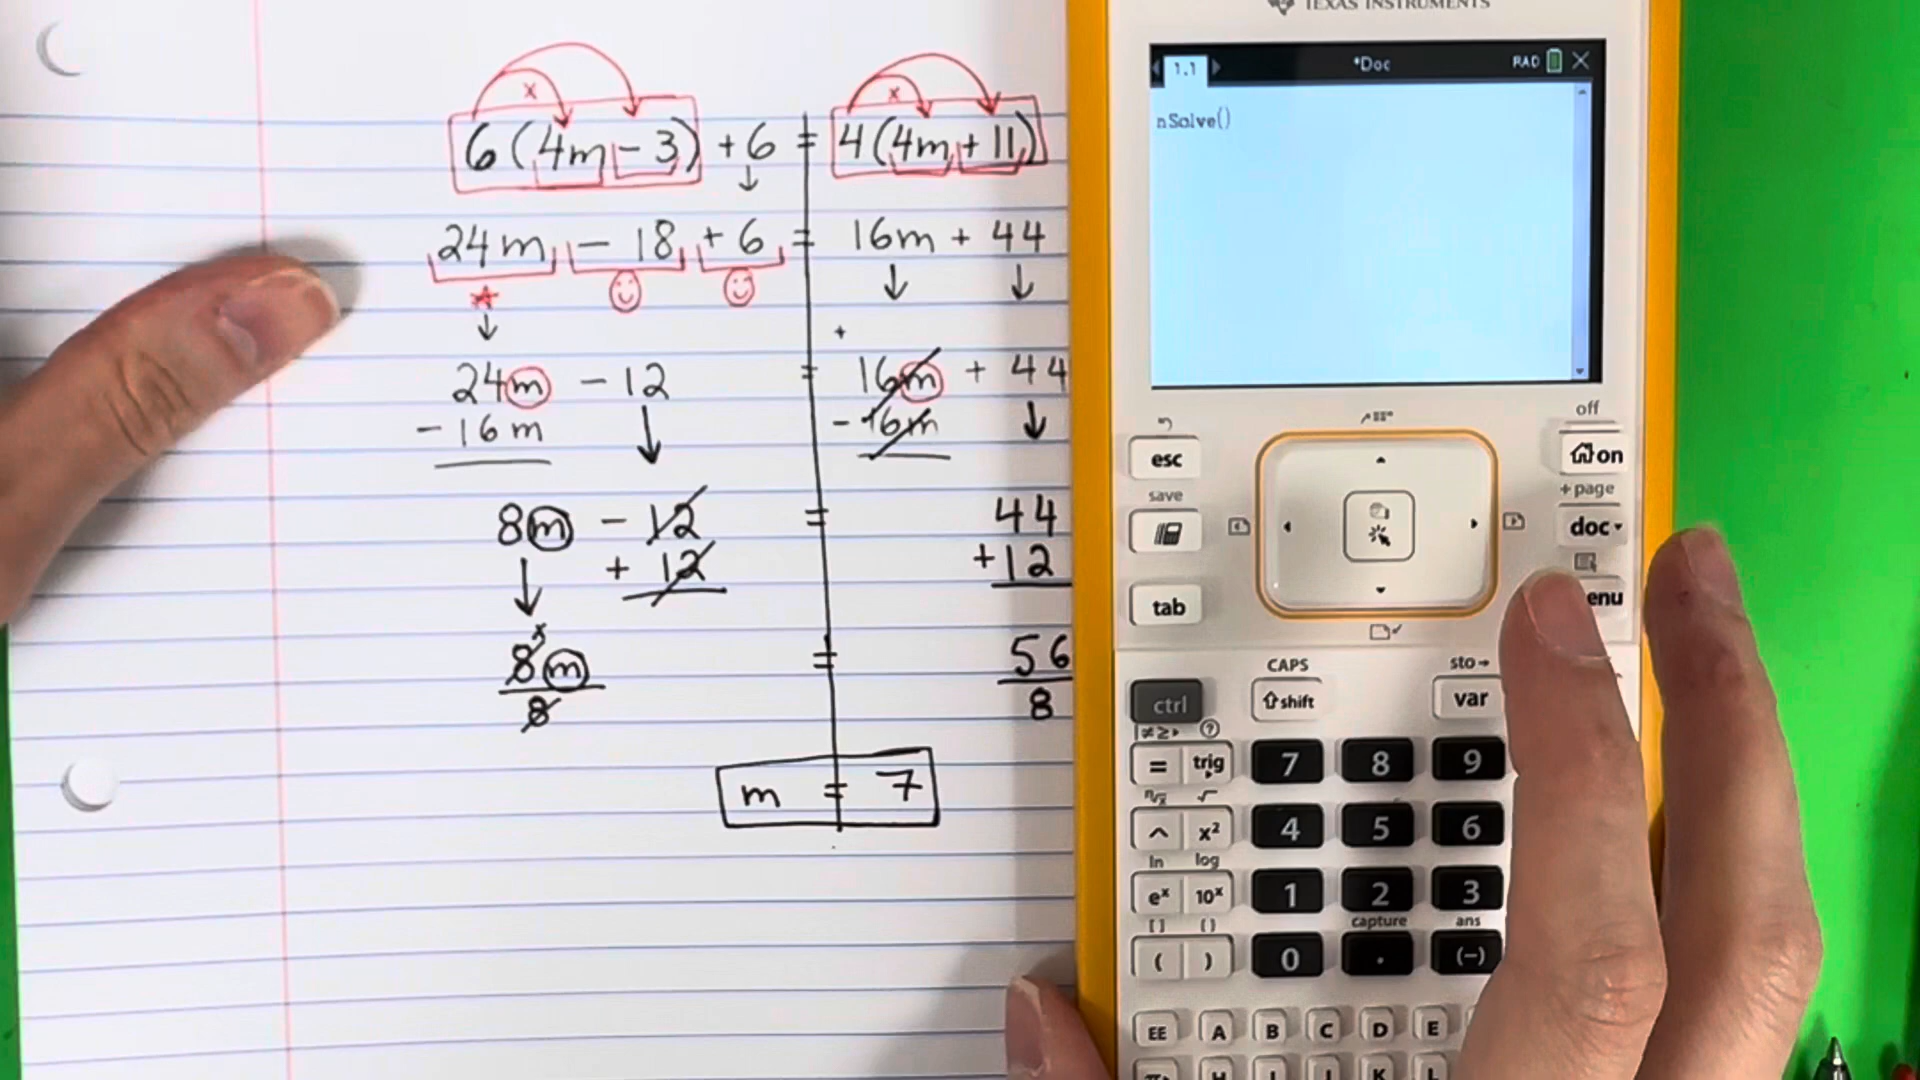 6(4m - 3) + 6 = 4(4m + 11)
24m - 18 + 6 = 16m + 44
24m - 12 = 16m + 44
- 16m - 16m
8m - 12 = 44
+ 12 +12
8m = 56
8 8
m = 7
TEXAS INSTRUMENTS
1.1 *Doc RAD
nSolve()
off
esc on
save +page
doc
tab enu
CAPS sto→
ctrl shift var
= trig 7 8 9
^ x² 4 5 6
ln log
eˣ 10ˣ 1 2 3
[] {} capture ans
( ) 0 . (−)
EE A B C D E
H I J K L